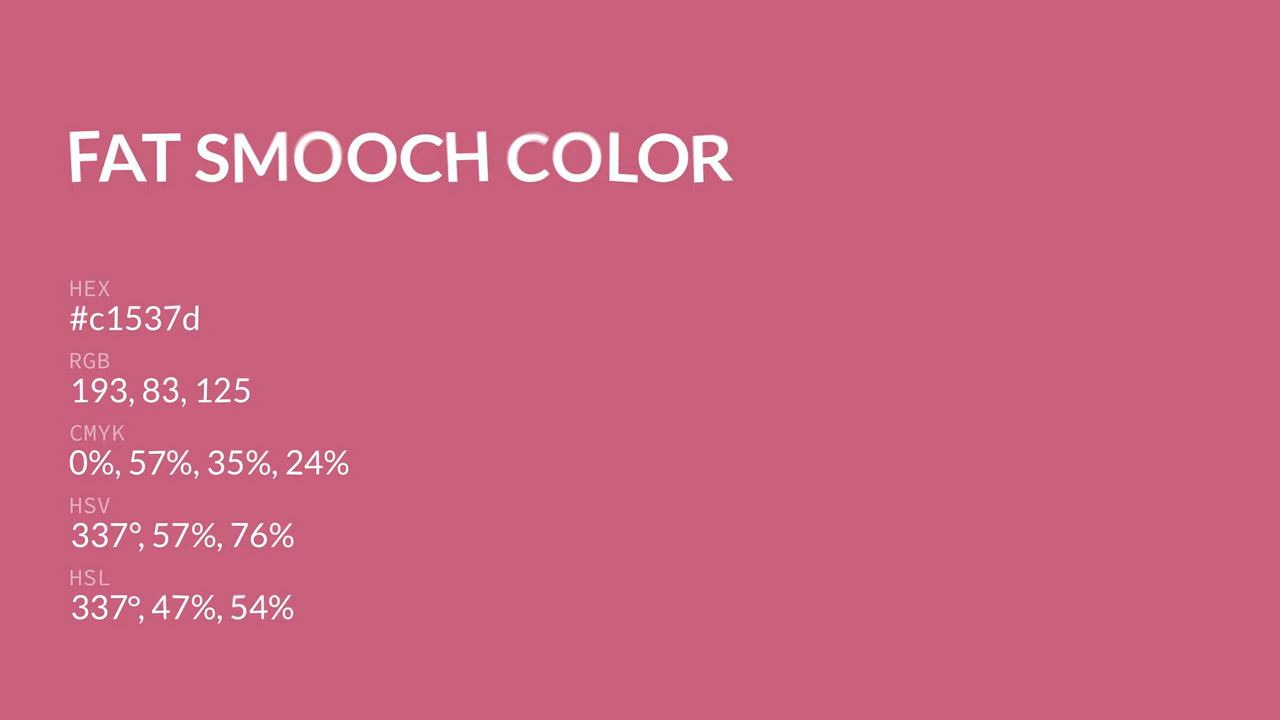 FAT SMOOCH COLOR
HEX
#c1537d
RGB
193, 83, 125
CMYK
0%, 57%, 35%, 24%
HSV
337°, 57%, 76%
HSL
337°, 47%, 54%